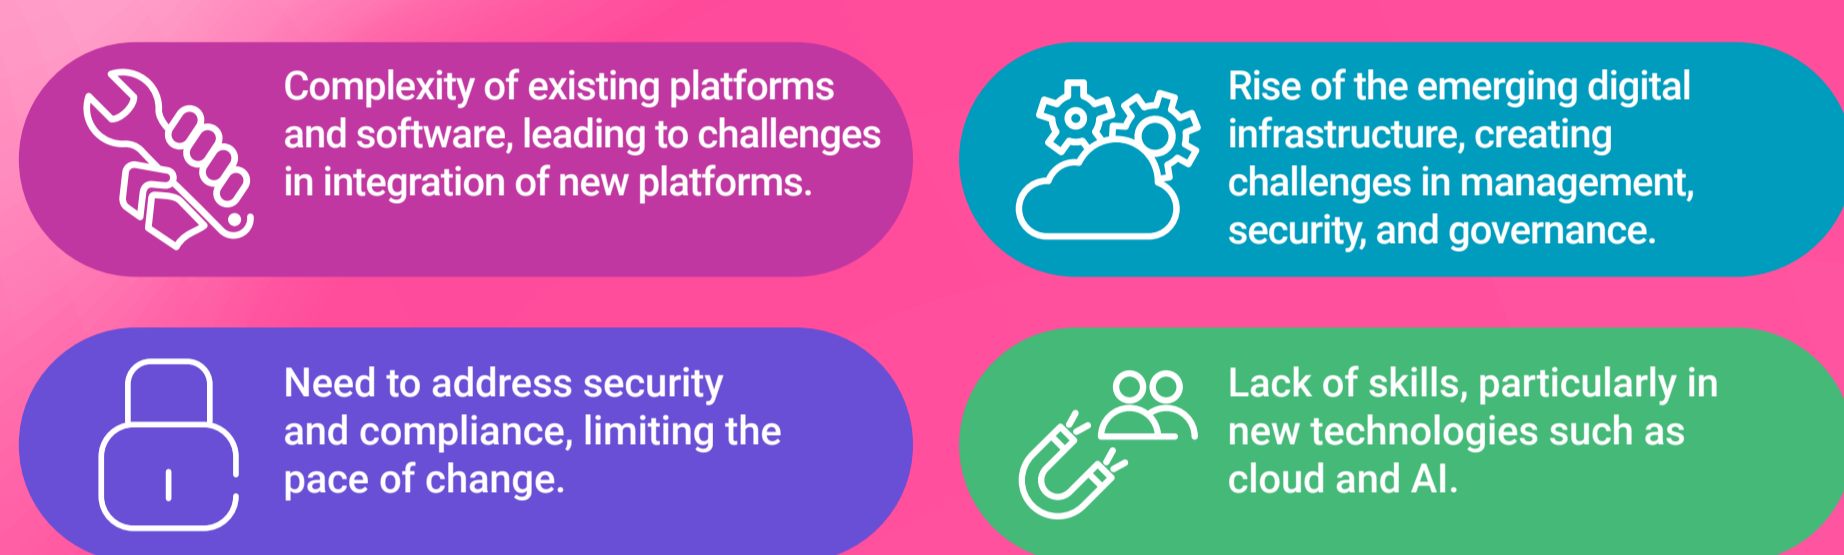 Complexity of existing platforms
and software, leading to challenges
in integration of new platforms.
Rise of the emerging digital
infrastructure, creating
challenges in management,
security, and governance.
Need to address security
and compliance, limiting the
pace of change.
Lack of skills, particularly in
new technologies such as
cloud and AI.